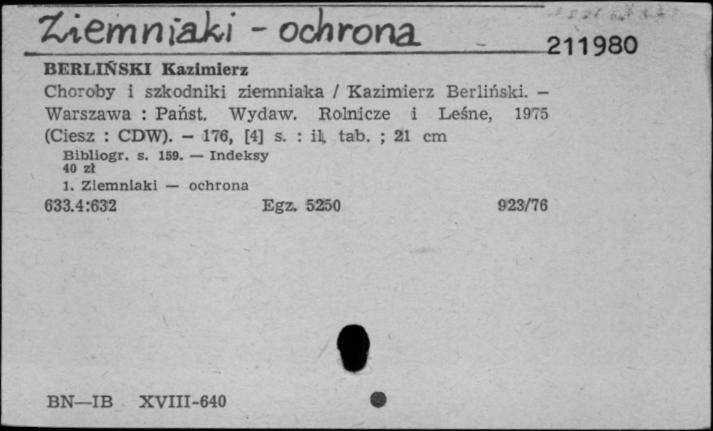 Ziemniaki - ochrona
211980
BERLIŃSKI Kazimierz
Choroby i szkodniki ziemniaka / Kazimierz Berliński. —
Warszawa : Państ. Wydaw. Rolnicze i Leśne, 1975
(Ciesz : CDW). — 176, [4] s. : il, tab. ; 21 cm
Bibliogr. s. 159. — Indeksy
40 zł
1. Ziemniaki — ochrona
633.4:632 Egz. 5250 923/76
BN—IB XVIII-640